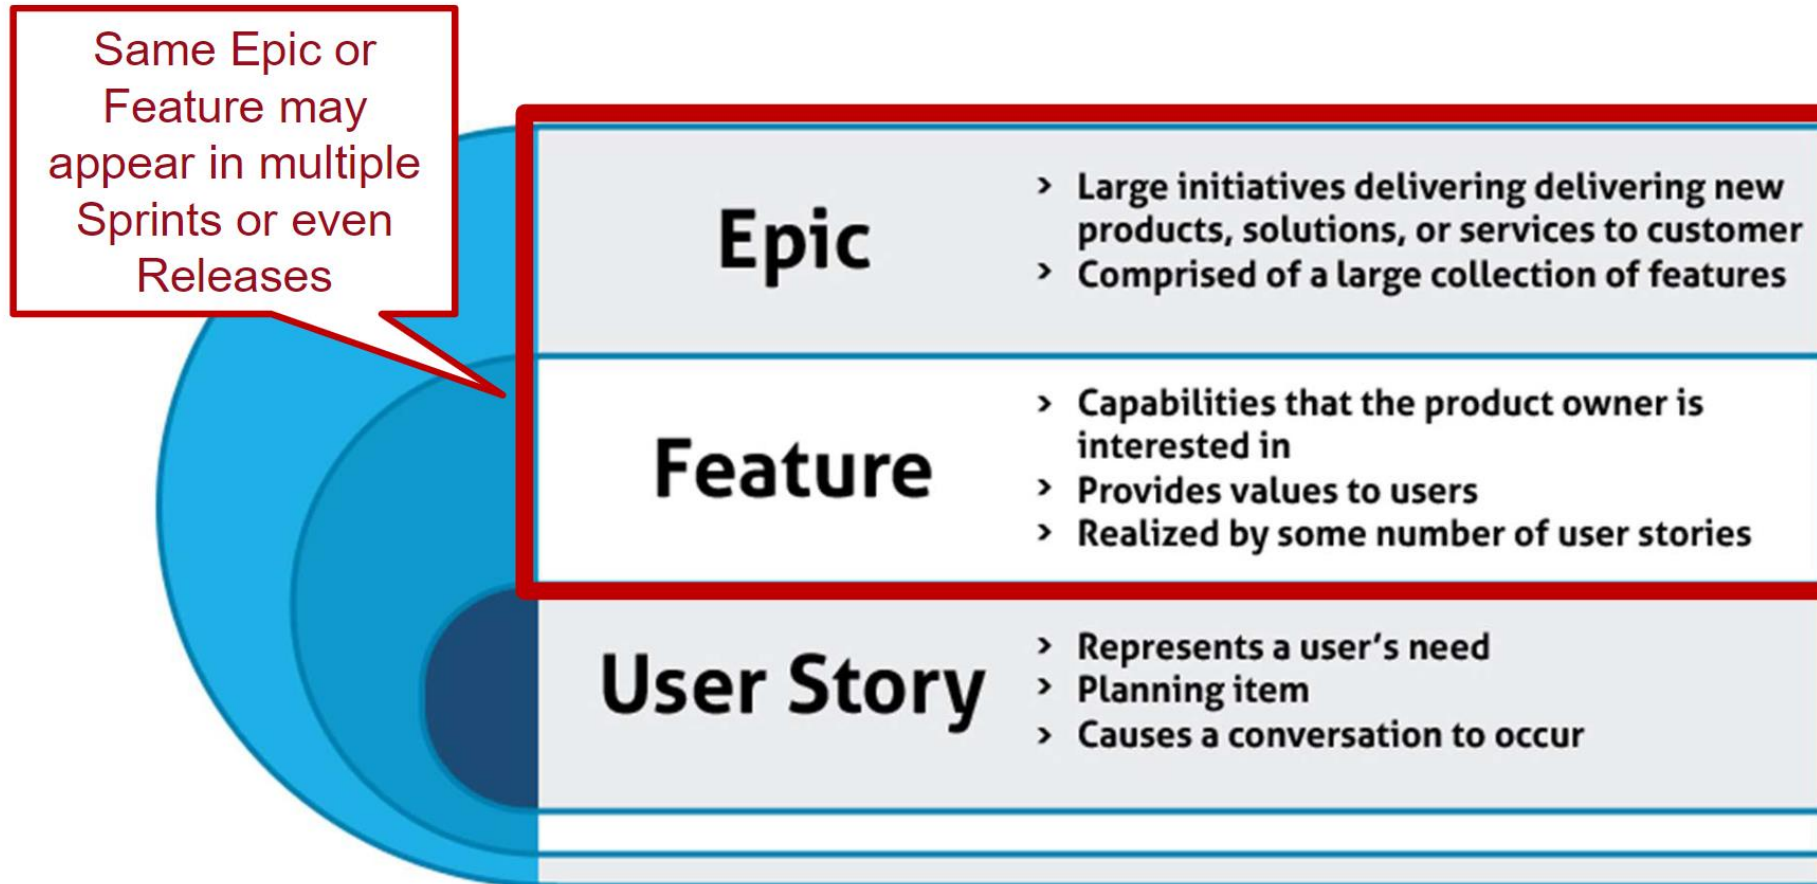 Same Epic or
Feature may
appear in multiple
Sprints or even
Releases
Epic
> Large initiatives delivering delivering new
products, solutions, or services to customer
> Comprised of a large collection of features
Feature
> Capabilities that the product owner is
interested in
> Provides values to users
> Realized by some number of user stories
User Story
> Represents a user's need
> Planning item
> Causes a conversation to occur